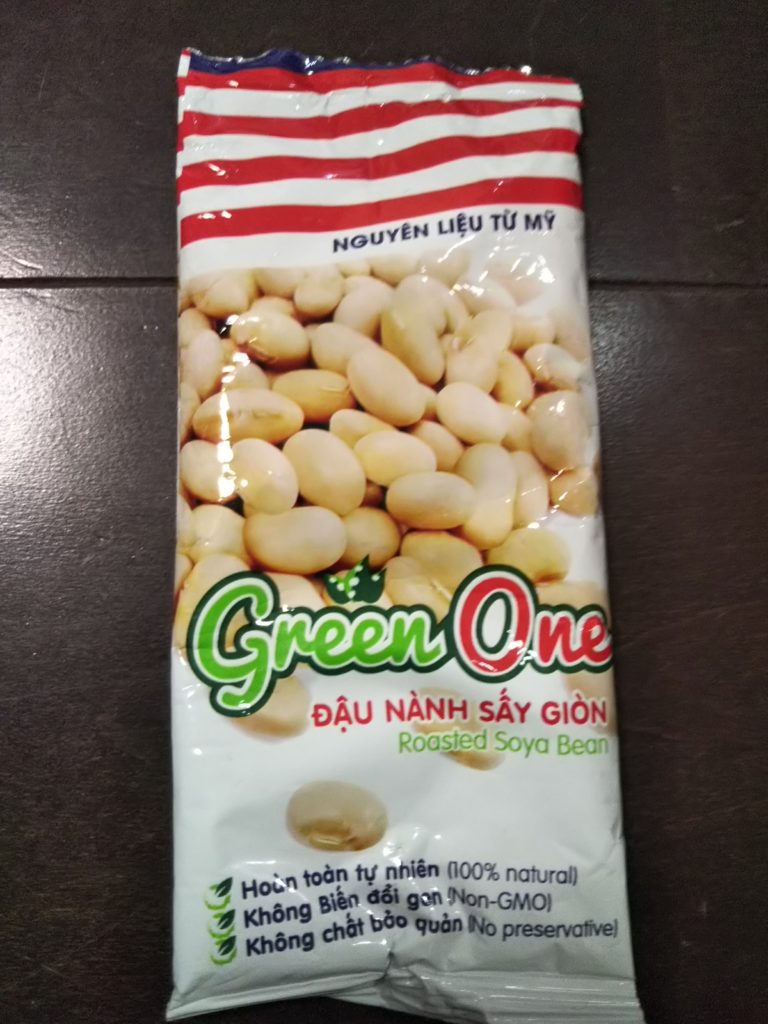 NGUYÊN LIỆU TỪ MỸ
Green One
ĐẬU NÀNH SẤY GIÒN
Roasted Soya Bean
Hoàn toàn tự nhiên (100% natural)
Không Biến đổi gen (Non-GMO)
Không chất bảo quản (No preservative)